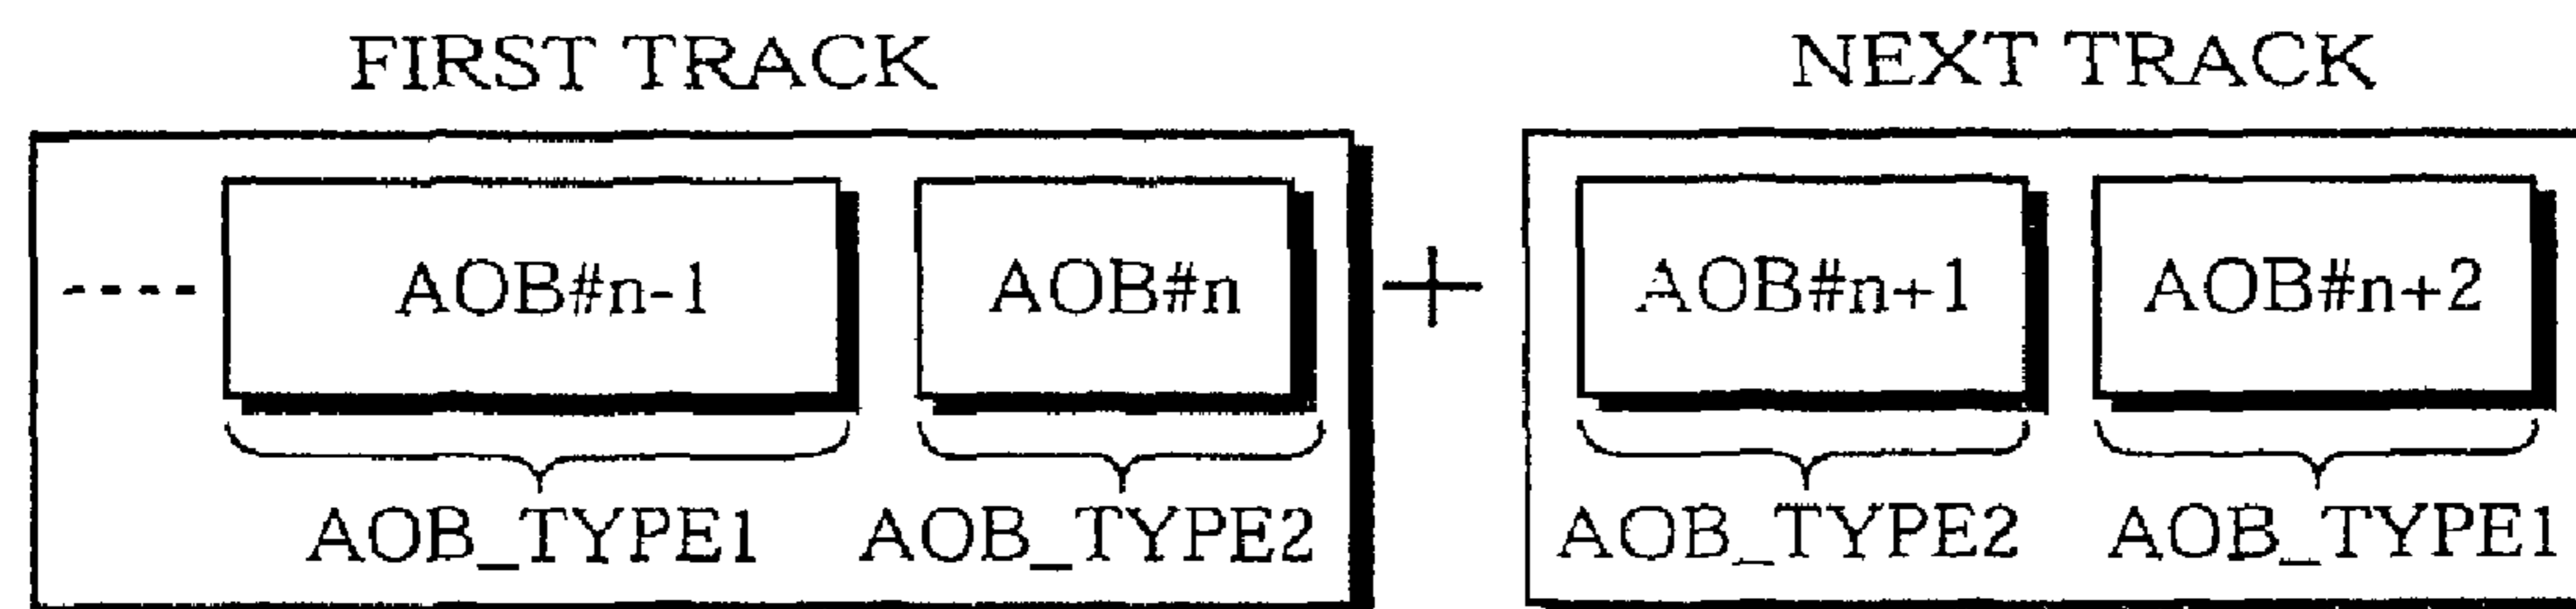 FIRST TRACK
NEXT TRACK
---- AOB#n-1 AOB#n + AOB#n+1 AOB#n+2
AOB_TYPE1 AOB_TYPE2 AOB_TYPE2 AOB_TYPE1